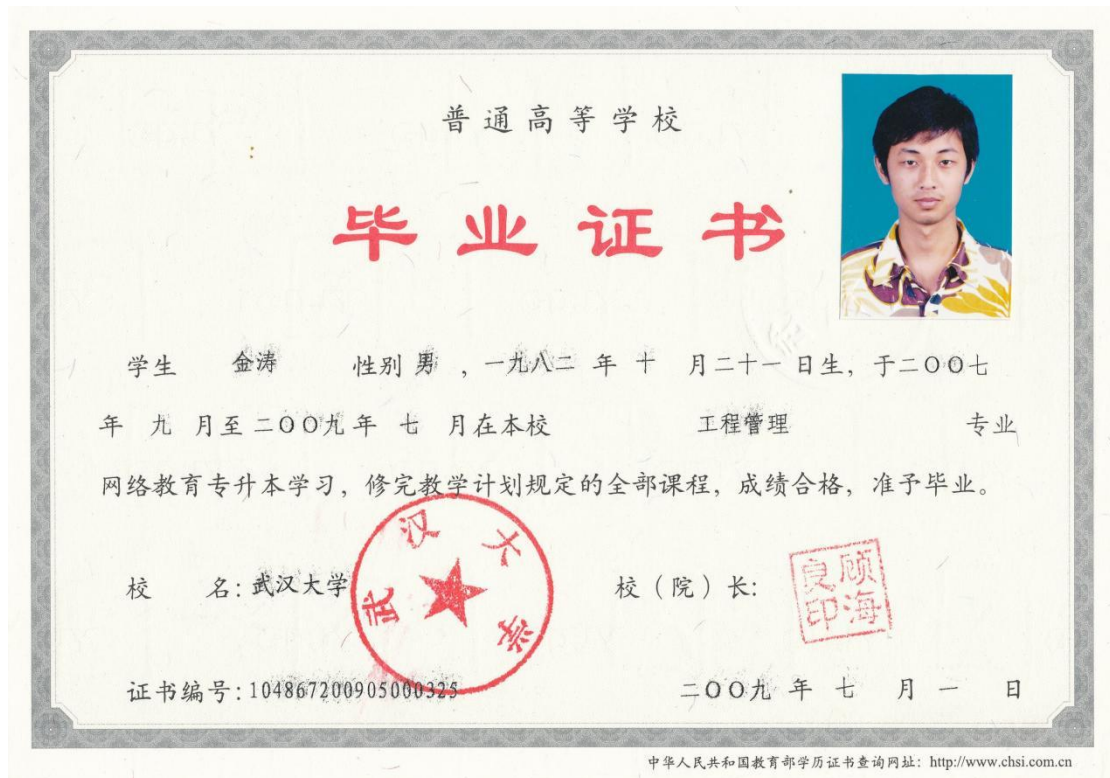 普通高等学校
毕业证书
学生 金涛 性别 男 ，一九八二 年 十 月二十一 日生，于二〇〇七
年 九 月至二〇〇九年 七 月在本校 工程管理 专业
网络教育专升本学习，修完教学计划规定的全部课程，成绩合格，准予毕业。
武汉大学
校 名：武汉大学 校（院）长：
顾海良印
证书编号：104867200905000325 二〇〇九 年 七 月 一 日
中华人民共和国教育部学历证书查询网址：http://www.chsi.com.cn